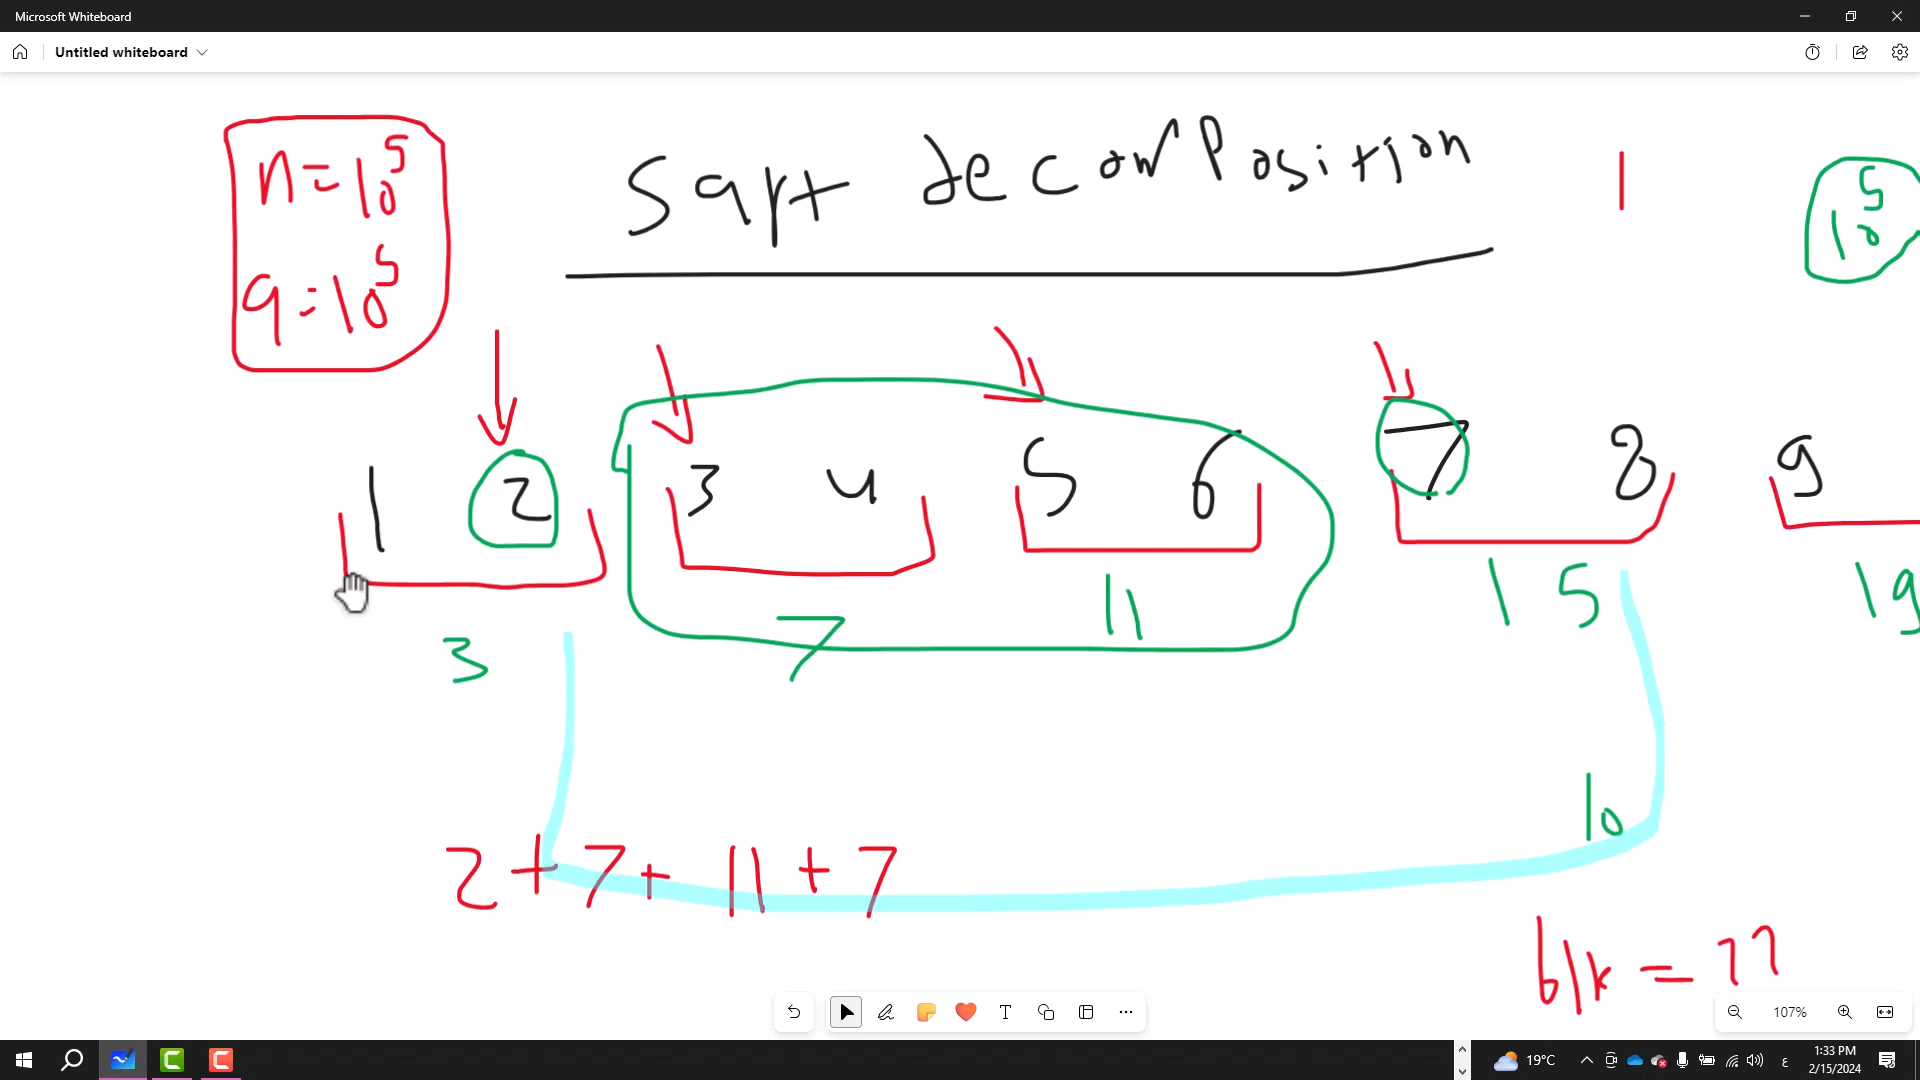 Microsoft Whiteboard
Untitled whiteboard
n=10^5
q=10^5
Sqrt decomPosition
1
10^5
1 2 3 4 5 6 7 8 9
3 7 11 15 19
10
2+7+11+7
blk=??
107%
19°C
ع
1:33 PM
2/15/2024